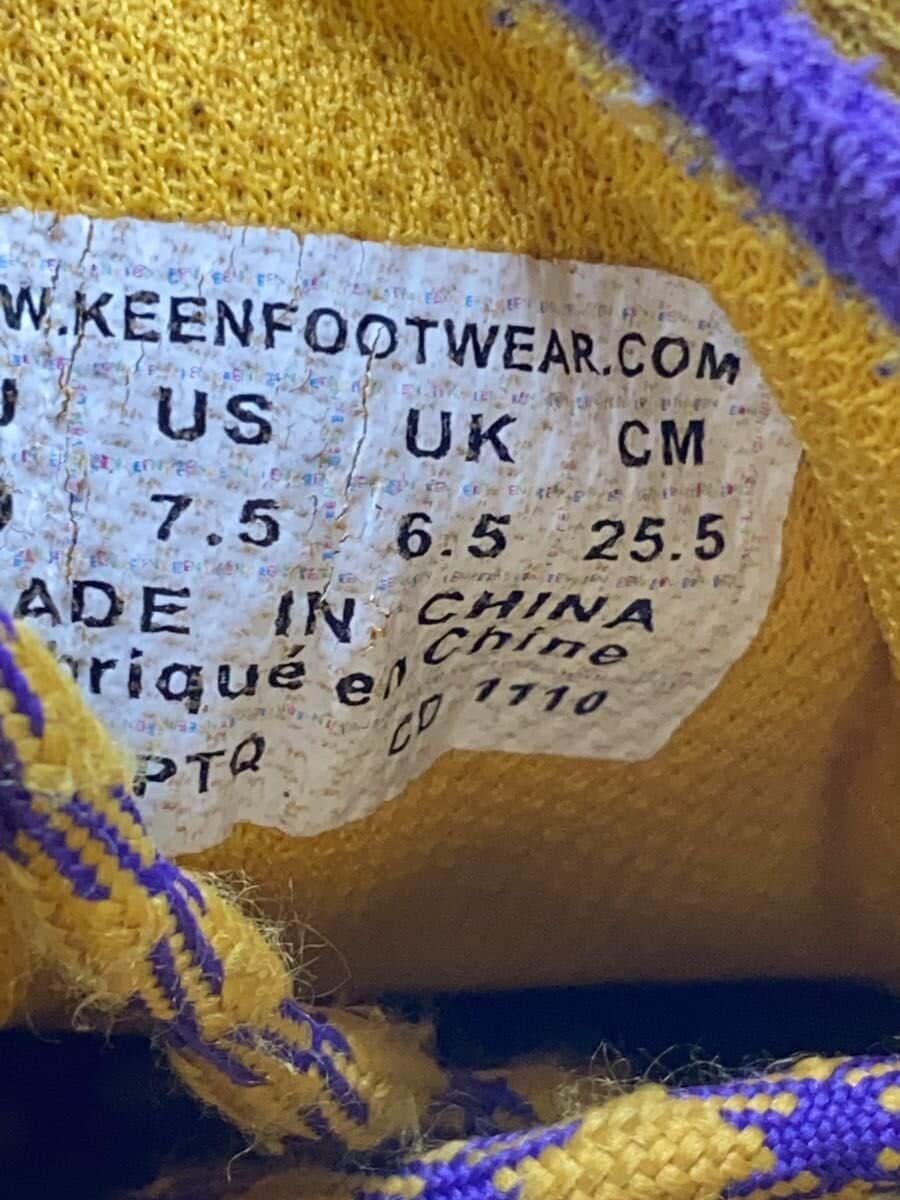 W.KEENFOOTWEAR.COM
US UK CM
7.5 6.5 25.5
ADE IN CHINA
riqué en Chine
PTQ CD 1110